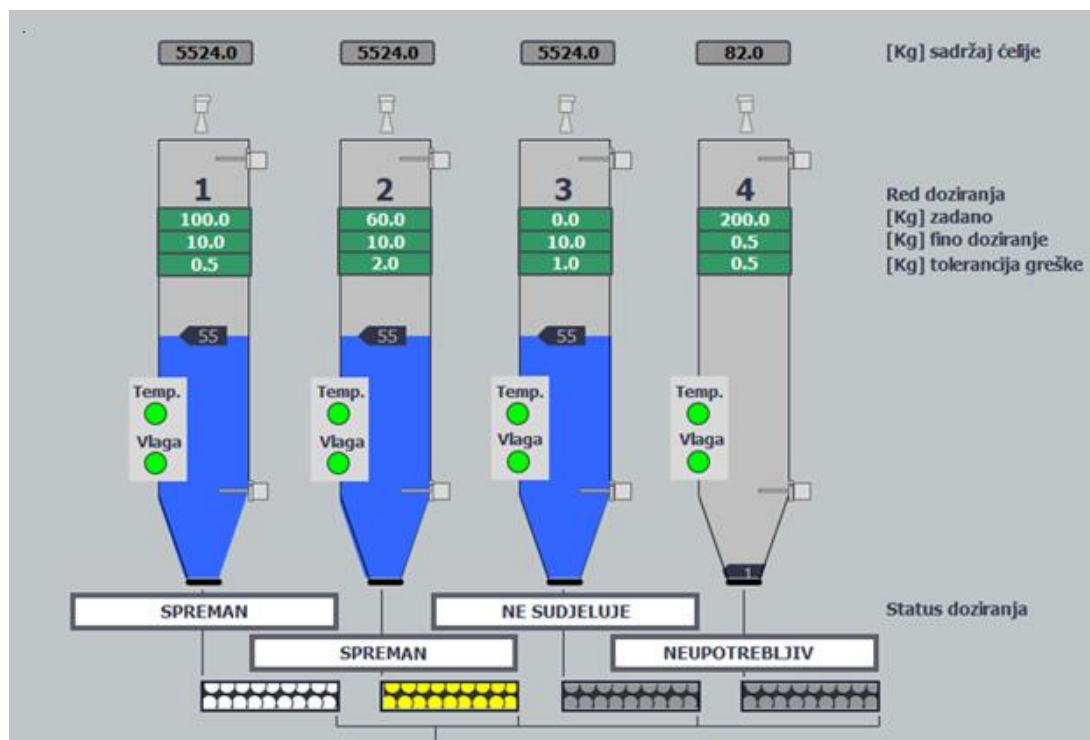 5524.0 5524.0 5524.0 82.0 [Kg] sadržaj ćelije
1 2 3 4 Red doziranja
100.0 60.0 0.0 200.0 [Kg] zadano
10.0 10.0 10.0 0.5 [Kg] fino doziranje
0.5 2.0 1.0 0.5 [Kg] tolerancija greške
55 55 55
Temp. Temp. Temp. Temp.
Vlaga Vlaga Vlaga Vlaga
1
SPREMAN NE SUDJELUJE Status doziranja
SPREMAN NEUPOTREBLJIV